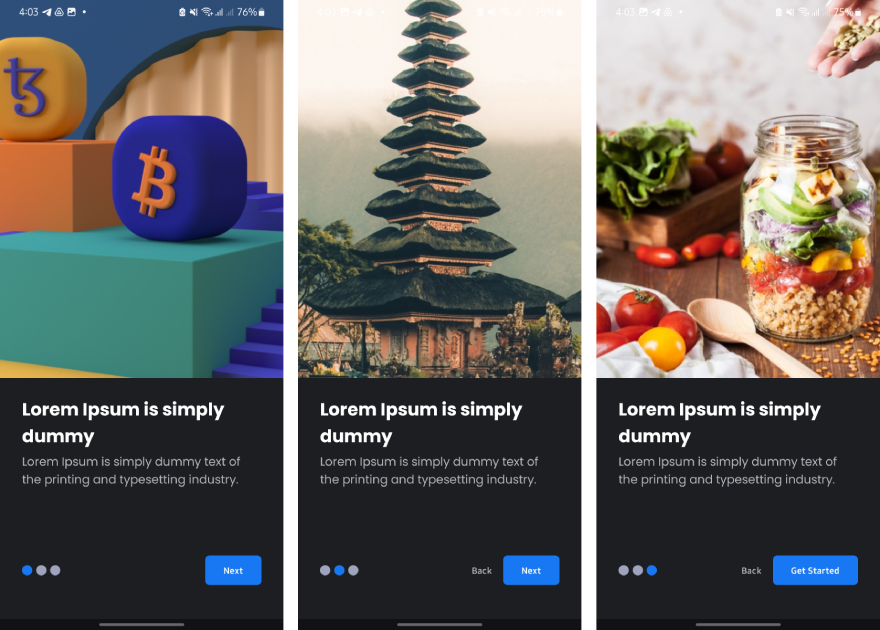 4:03
76%
Lorem Ipsum is simply
dummy
Lorem Ipsum is simply dummy text of
the printing and typesetting industry.
Next
4:03
Lorem Ipsum is simply
dummy
Lorem Ipsum is simply dummy text of
the printing and typesetting industry.
Back
Next
4:03
75%
Lorem Ipsum is simply
dummy
Lorem Ipsum is simply dummy text of
the printing and typesetting industry.
Back
Get Started